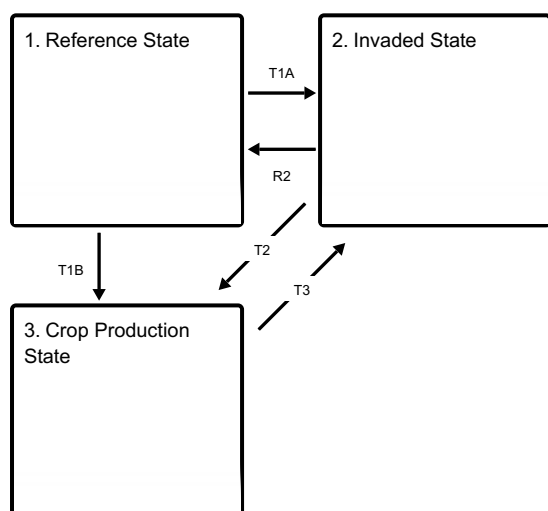 1. Reference State
2. Invaded State
T1A
R2
T1B
T2
T3
3. Crop Production
State